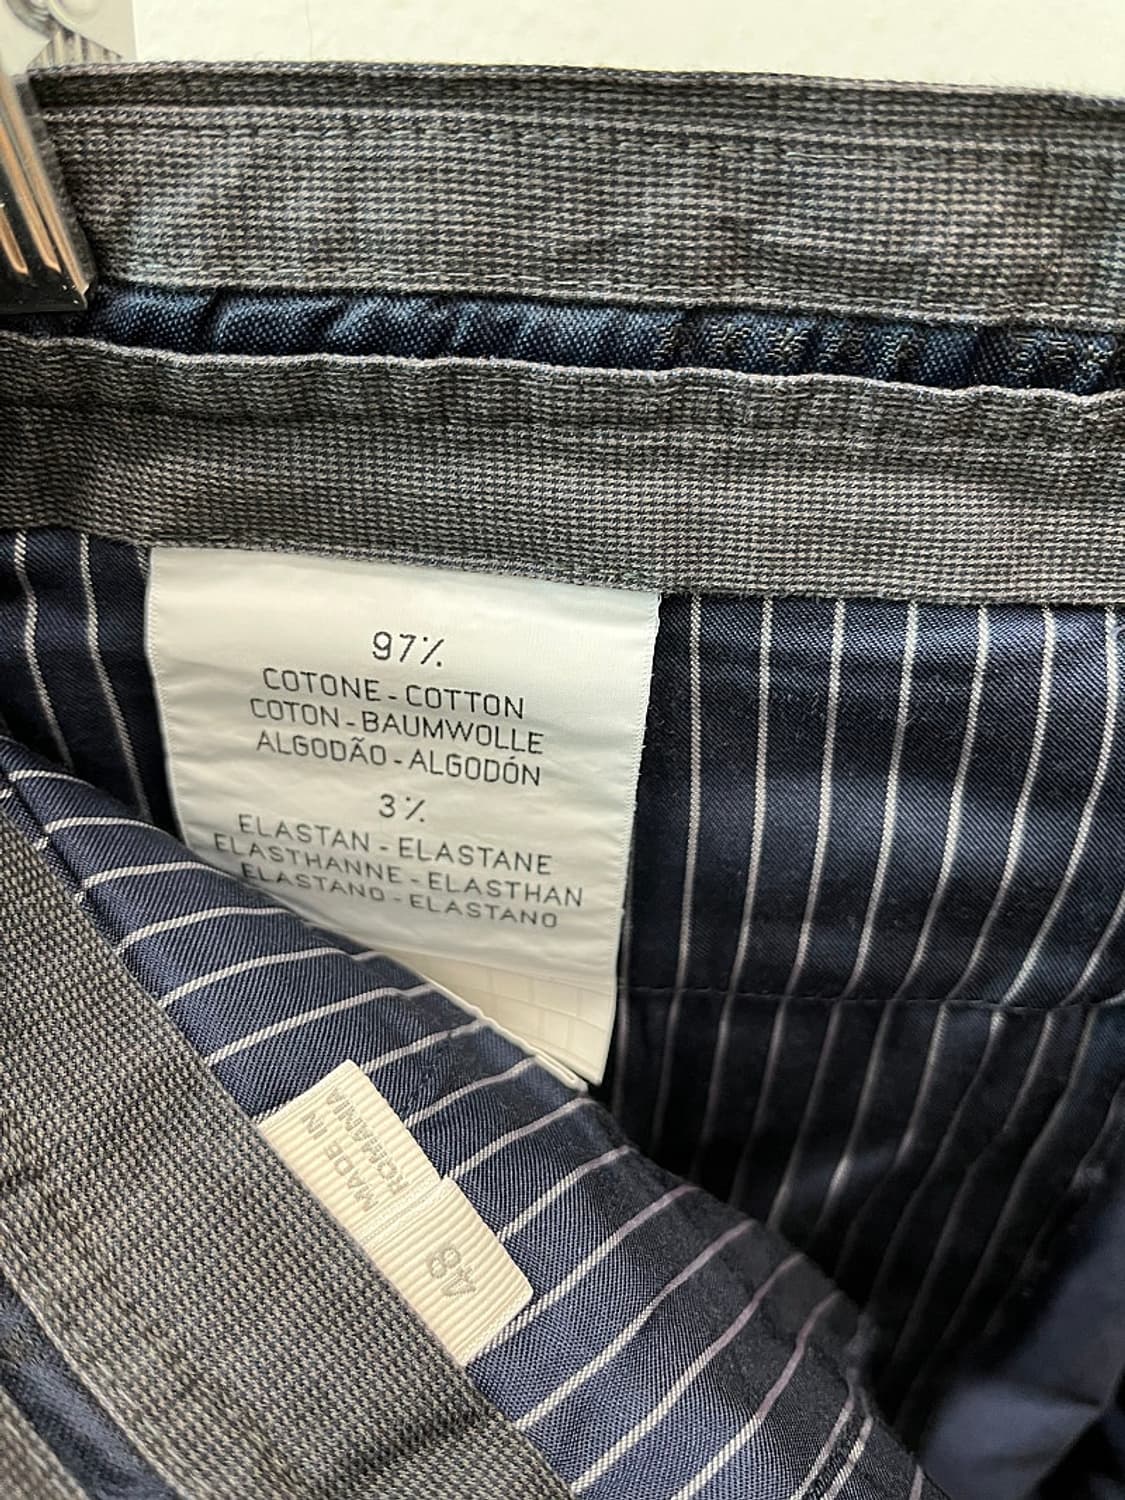 97%
COTONE - COTTON
COTON - BAUMWOLLE
ALGODÃO - ALGODÓN
3%
ELASTAN - ELASTANE
ELASTHANNE - ELASTHAN
ELASTANO - ELASTANO
MADE IN
ROMANIA
48